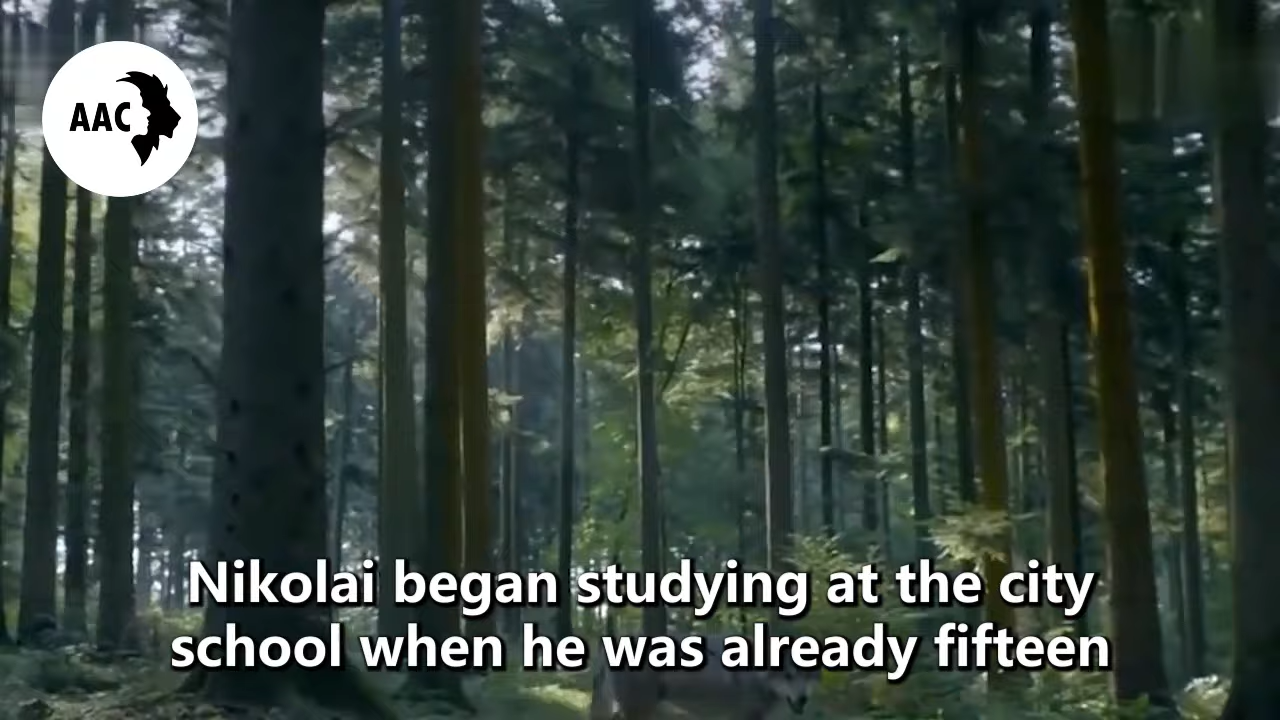 AAC
Nikolai began studying at the city
school when he was already fifteen